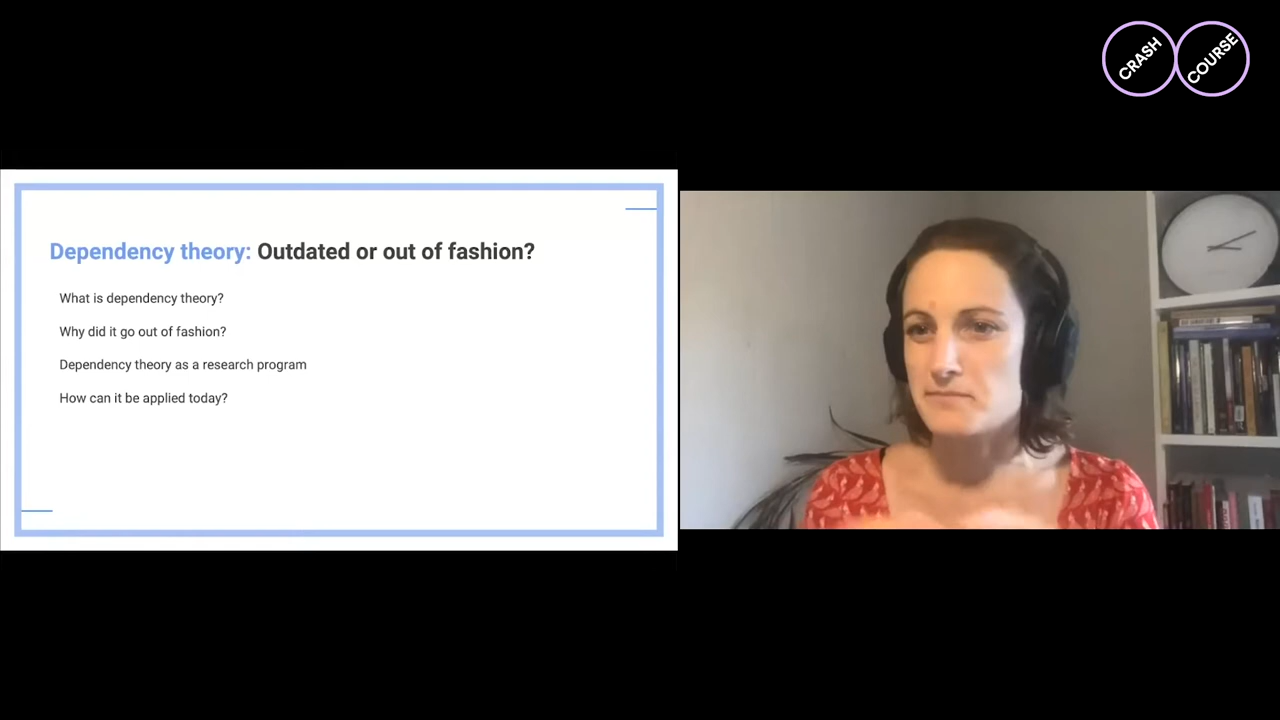 CRASH COURSE
Dependency theory: Outdated or out of fashion?
What is dependency theory?
Why did it go out of fashion?
Dependency theory as a research program
How can it be applied today?